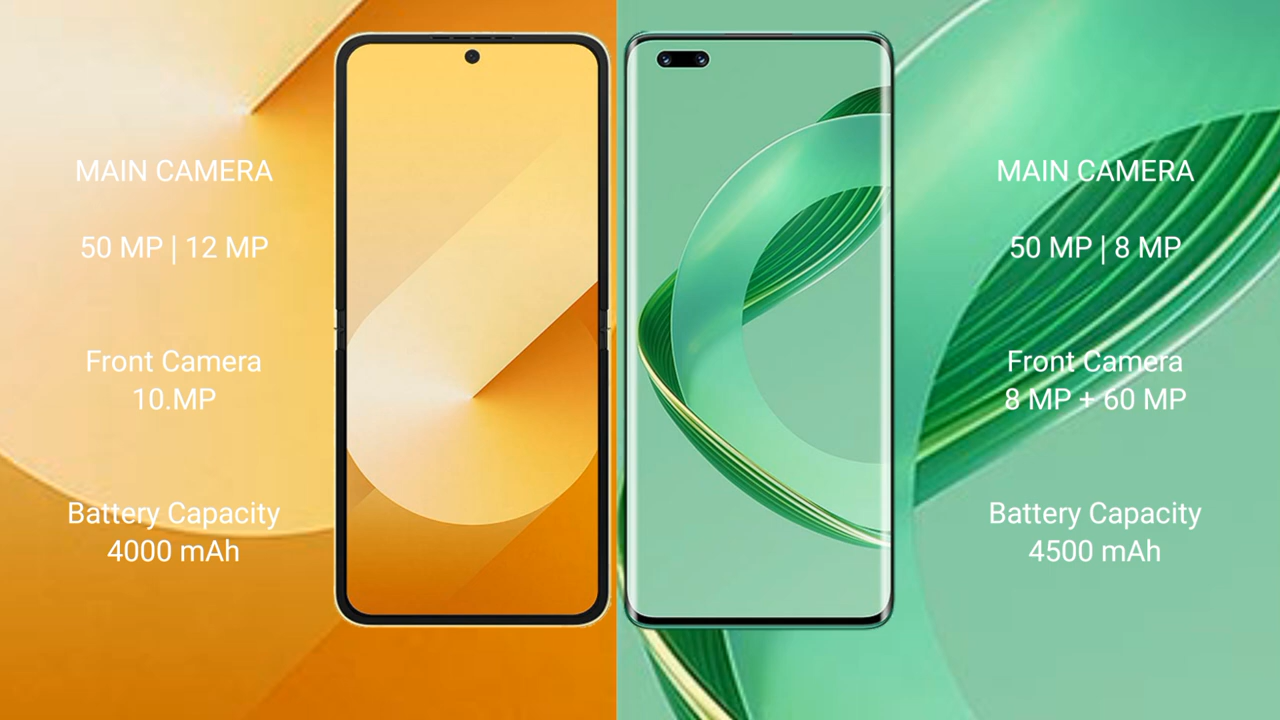 MAIN CAMERA
50 MP | 12 MP
Front Camera
10.MP
Battery Capacity
4000 mAh
MAIN CAMERA
50 MP | 8 MP
Front Camera
8 MP + 60 MP
Battery Capacity
4500 mAh